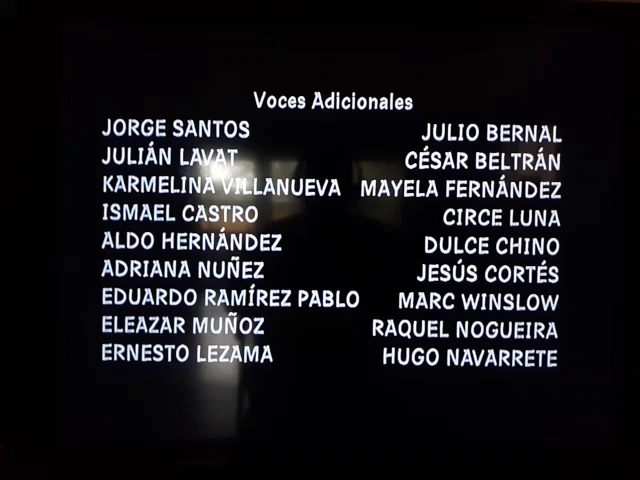 Voces Adicionales
JORGE SANTOS JULIO BERNAL
JULIÁN LAVAT CÉSAR BELTRÁN
KARMELINA VILLANUEVA MAYELA FERNÁNDEZ
ISMAEL CASTRO CIRCE LUNA
ALDO HERNÁNDEZ DULCE CHINO
ADRIANA NUÑEZ JESÚS CORTÉS
EDUARDO RAMÍREZ PABLO MARC WINSLOW
ELEAZAR MUÑOZ RAQUEL NOGUEIRA
ERNESTO LEZAMA HUGO NAVARRETE